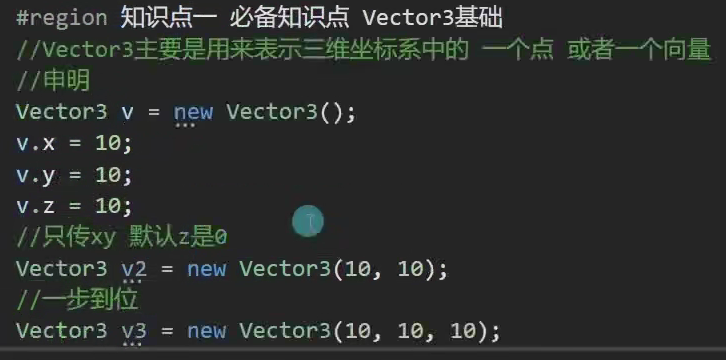 #region 知识点一 必备知识点 Vector3基础
//Vector3主要是用来表示三维坐标系中的 一个点 或者一个向量
//申明
Vector3 v = new Vector3();
v.x = 10;
v.y = 10;
v.z = 10;
//只传xy 默认z是0
Vector3 v2 = new Vector3(10, 10);
//一步到位
Vector3 v3 = new Vector3(10, 10, 10);